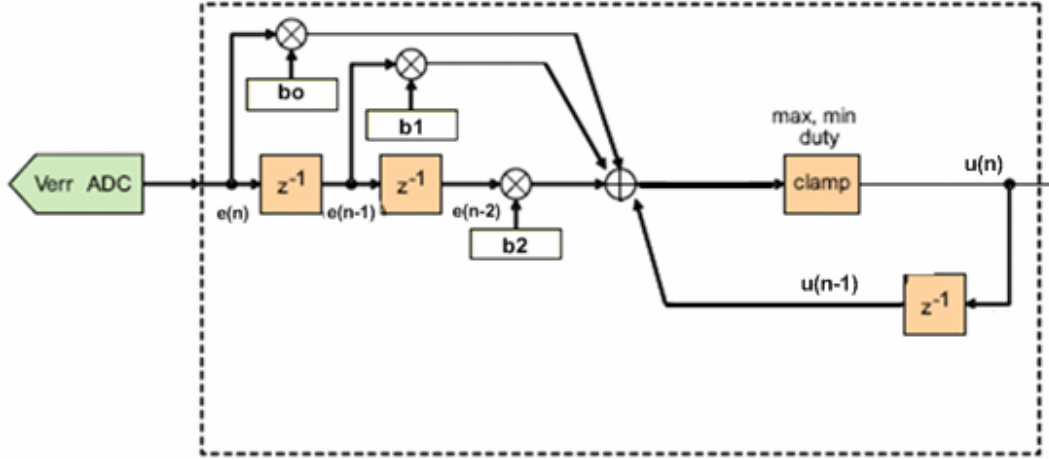 bo
b1
max, min
duty
Verr ADC
z-1
z-1
clamp
u(n)
e(n)
e(n-1)
e(n-2)
b2
u(n-1)
z-1